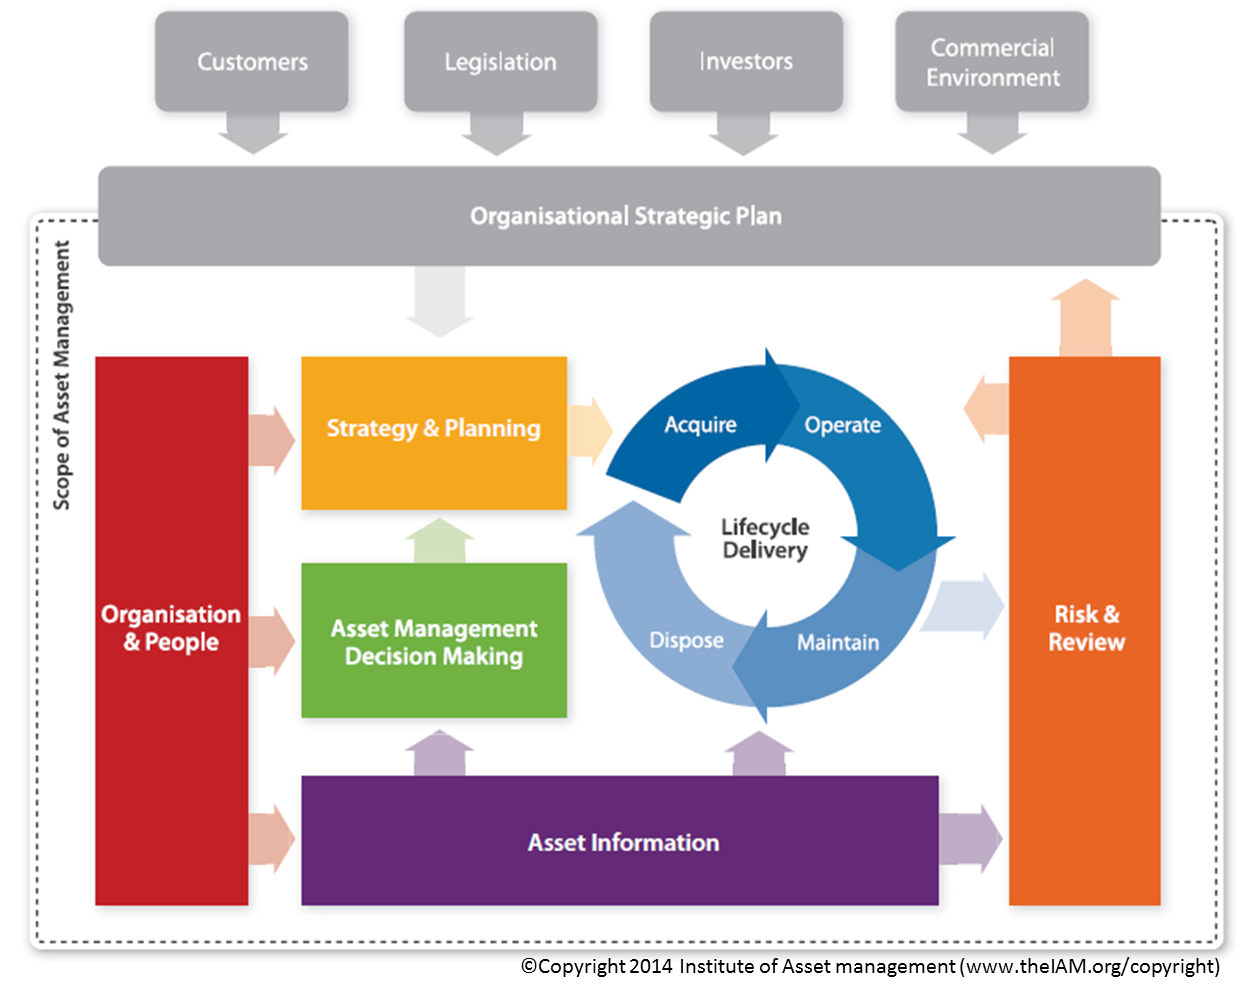 Customers
Legislation
Investors
Commercial
Environment
Organisational Strategic Plan
Scope of Asset Management
Strategy & Planning
Acquire
Operate
Lifecycle
Delivery
Organisation
& People
Asset Management
Decision Making
Dispose
Maintain
Risk &
Review
Asset Information
©Copyright 2014 Institute of Asset management (www.theIAM.org/copyright)